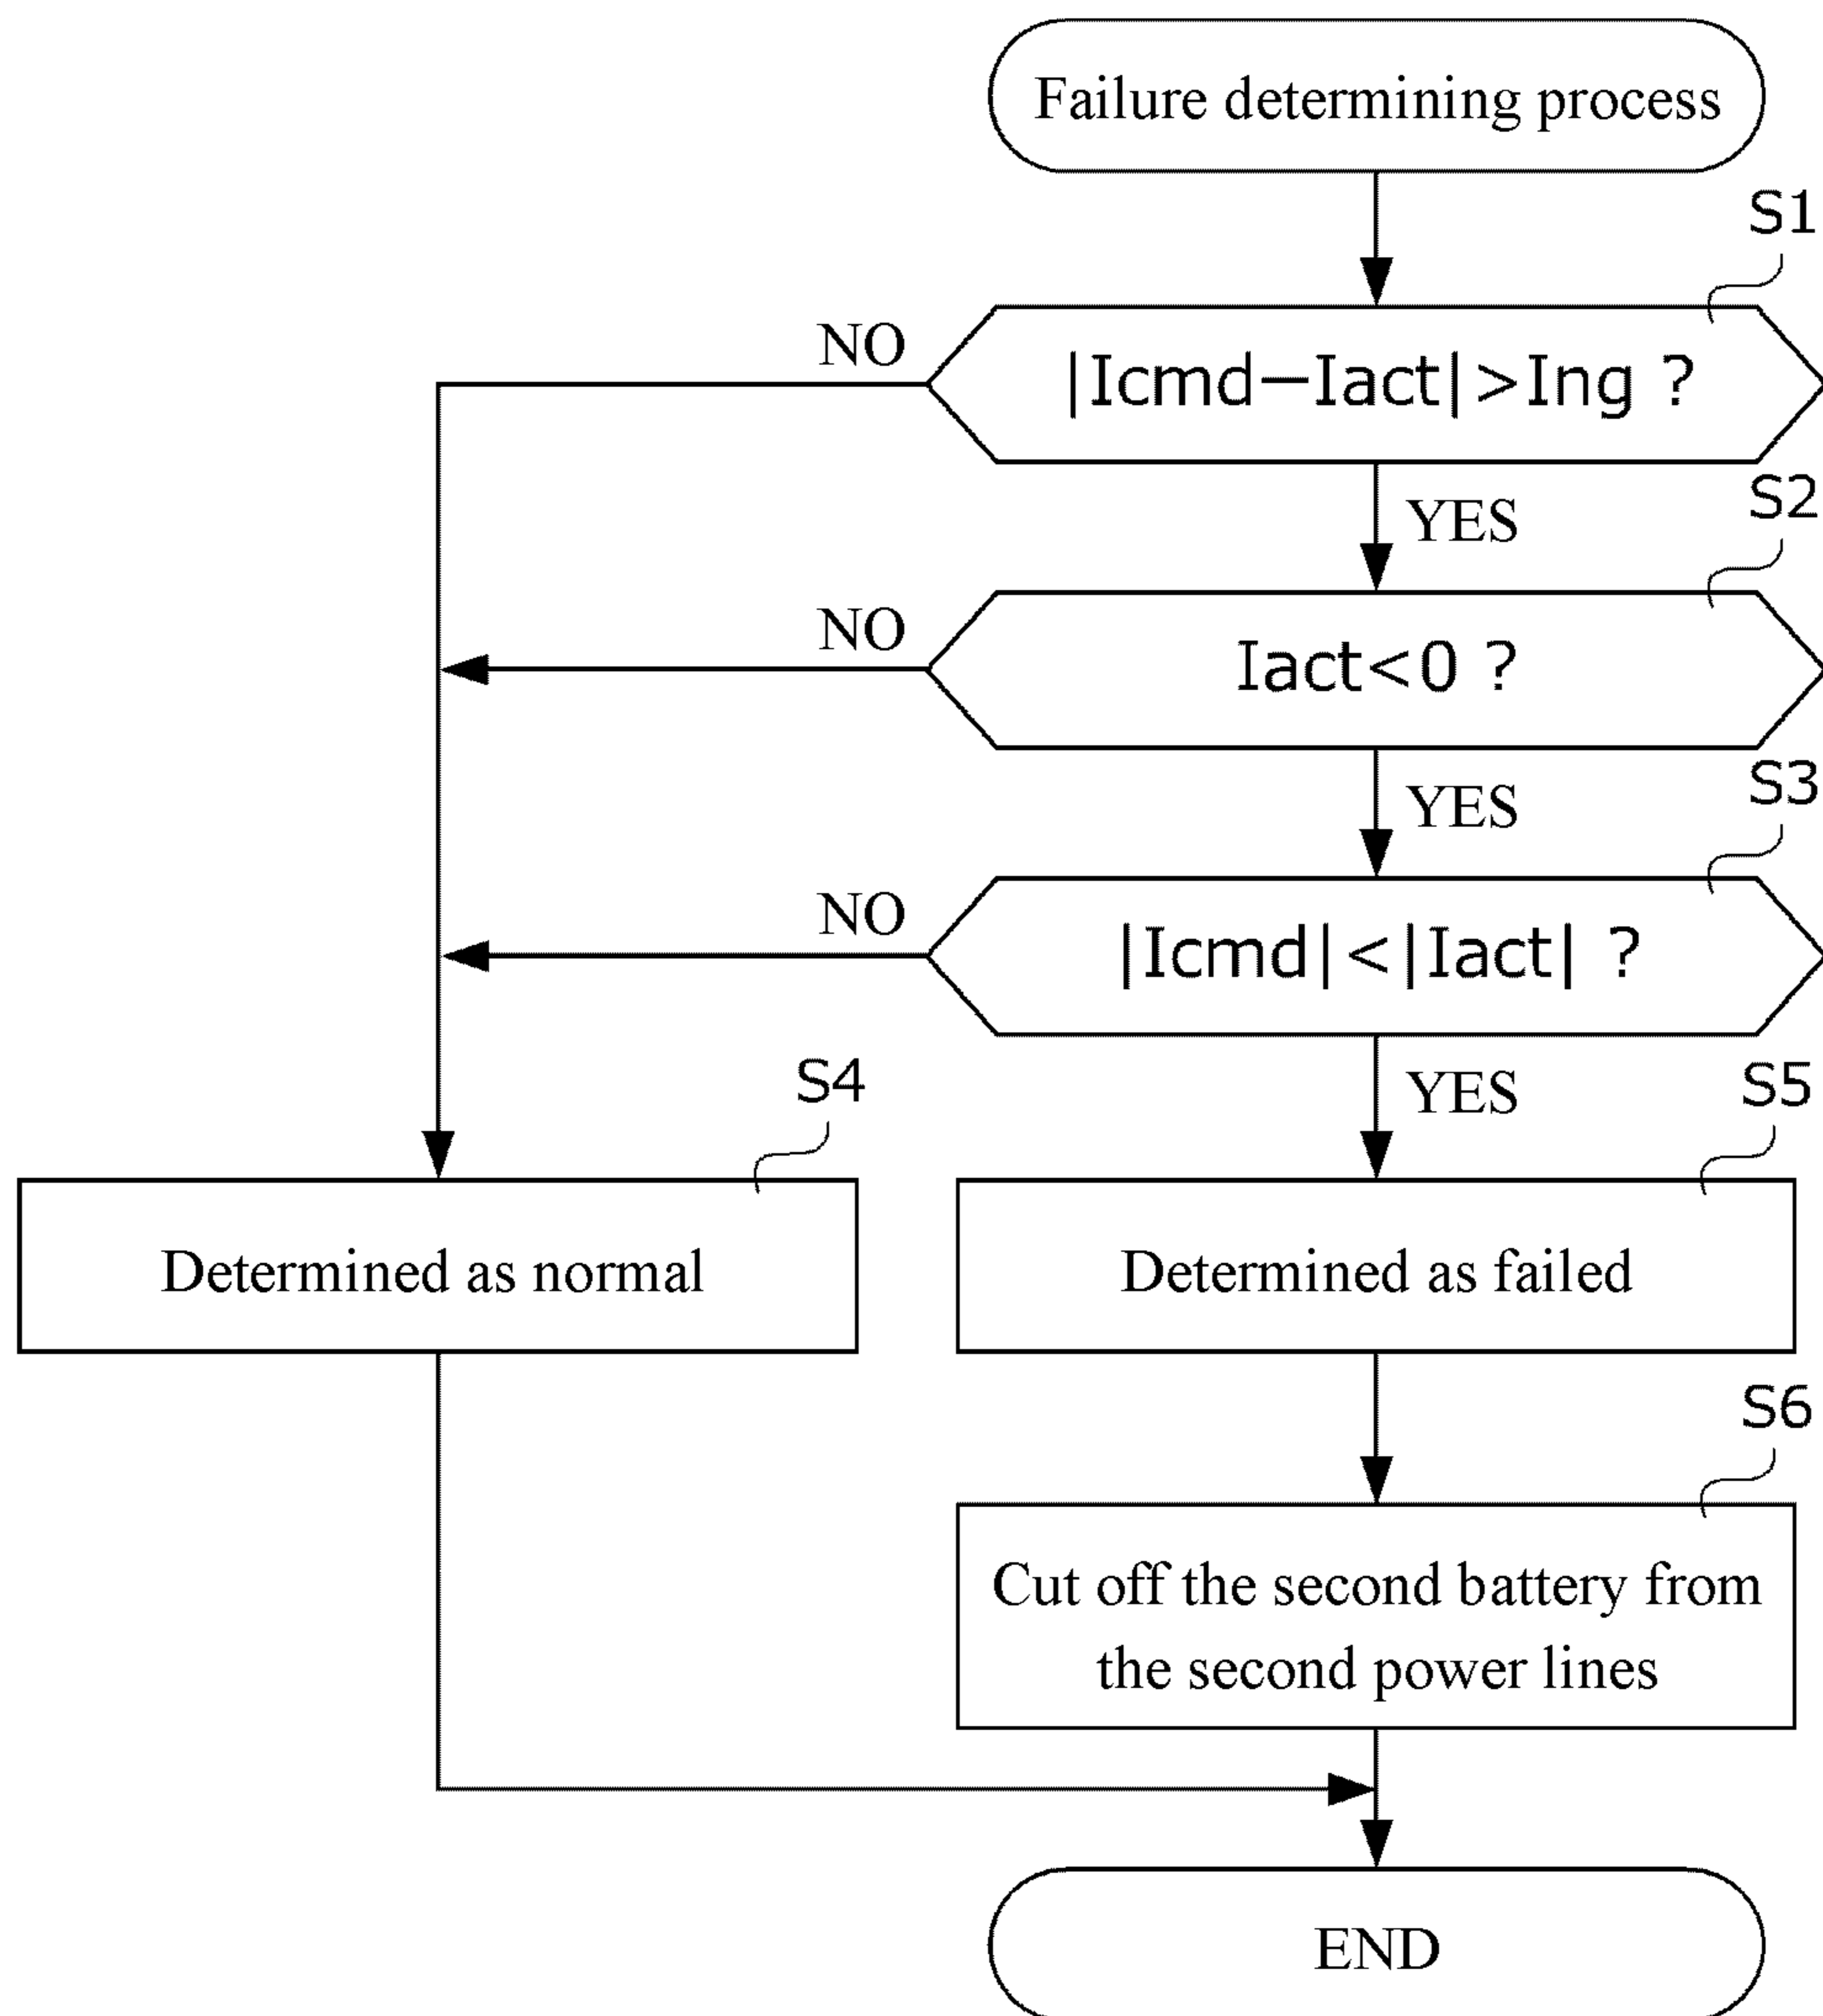 Failure determining process
S1
NO
|Icmd−Iact|>Ing ?
YES
S2
NO
Iact<0 ?
YES
S3
NO
|Icmd|<|Iact| ?
YES
S4
S5
Determined as normal
Determined as failed
S6
Cut off the second battery from
the second power lines
END